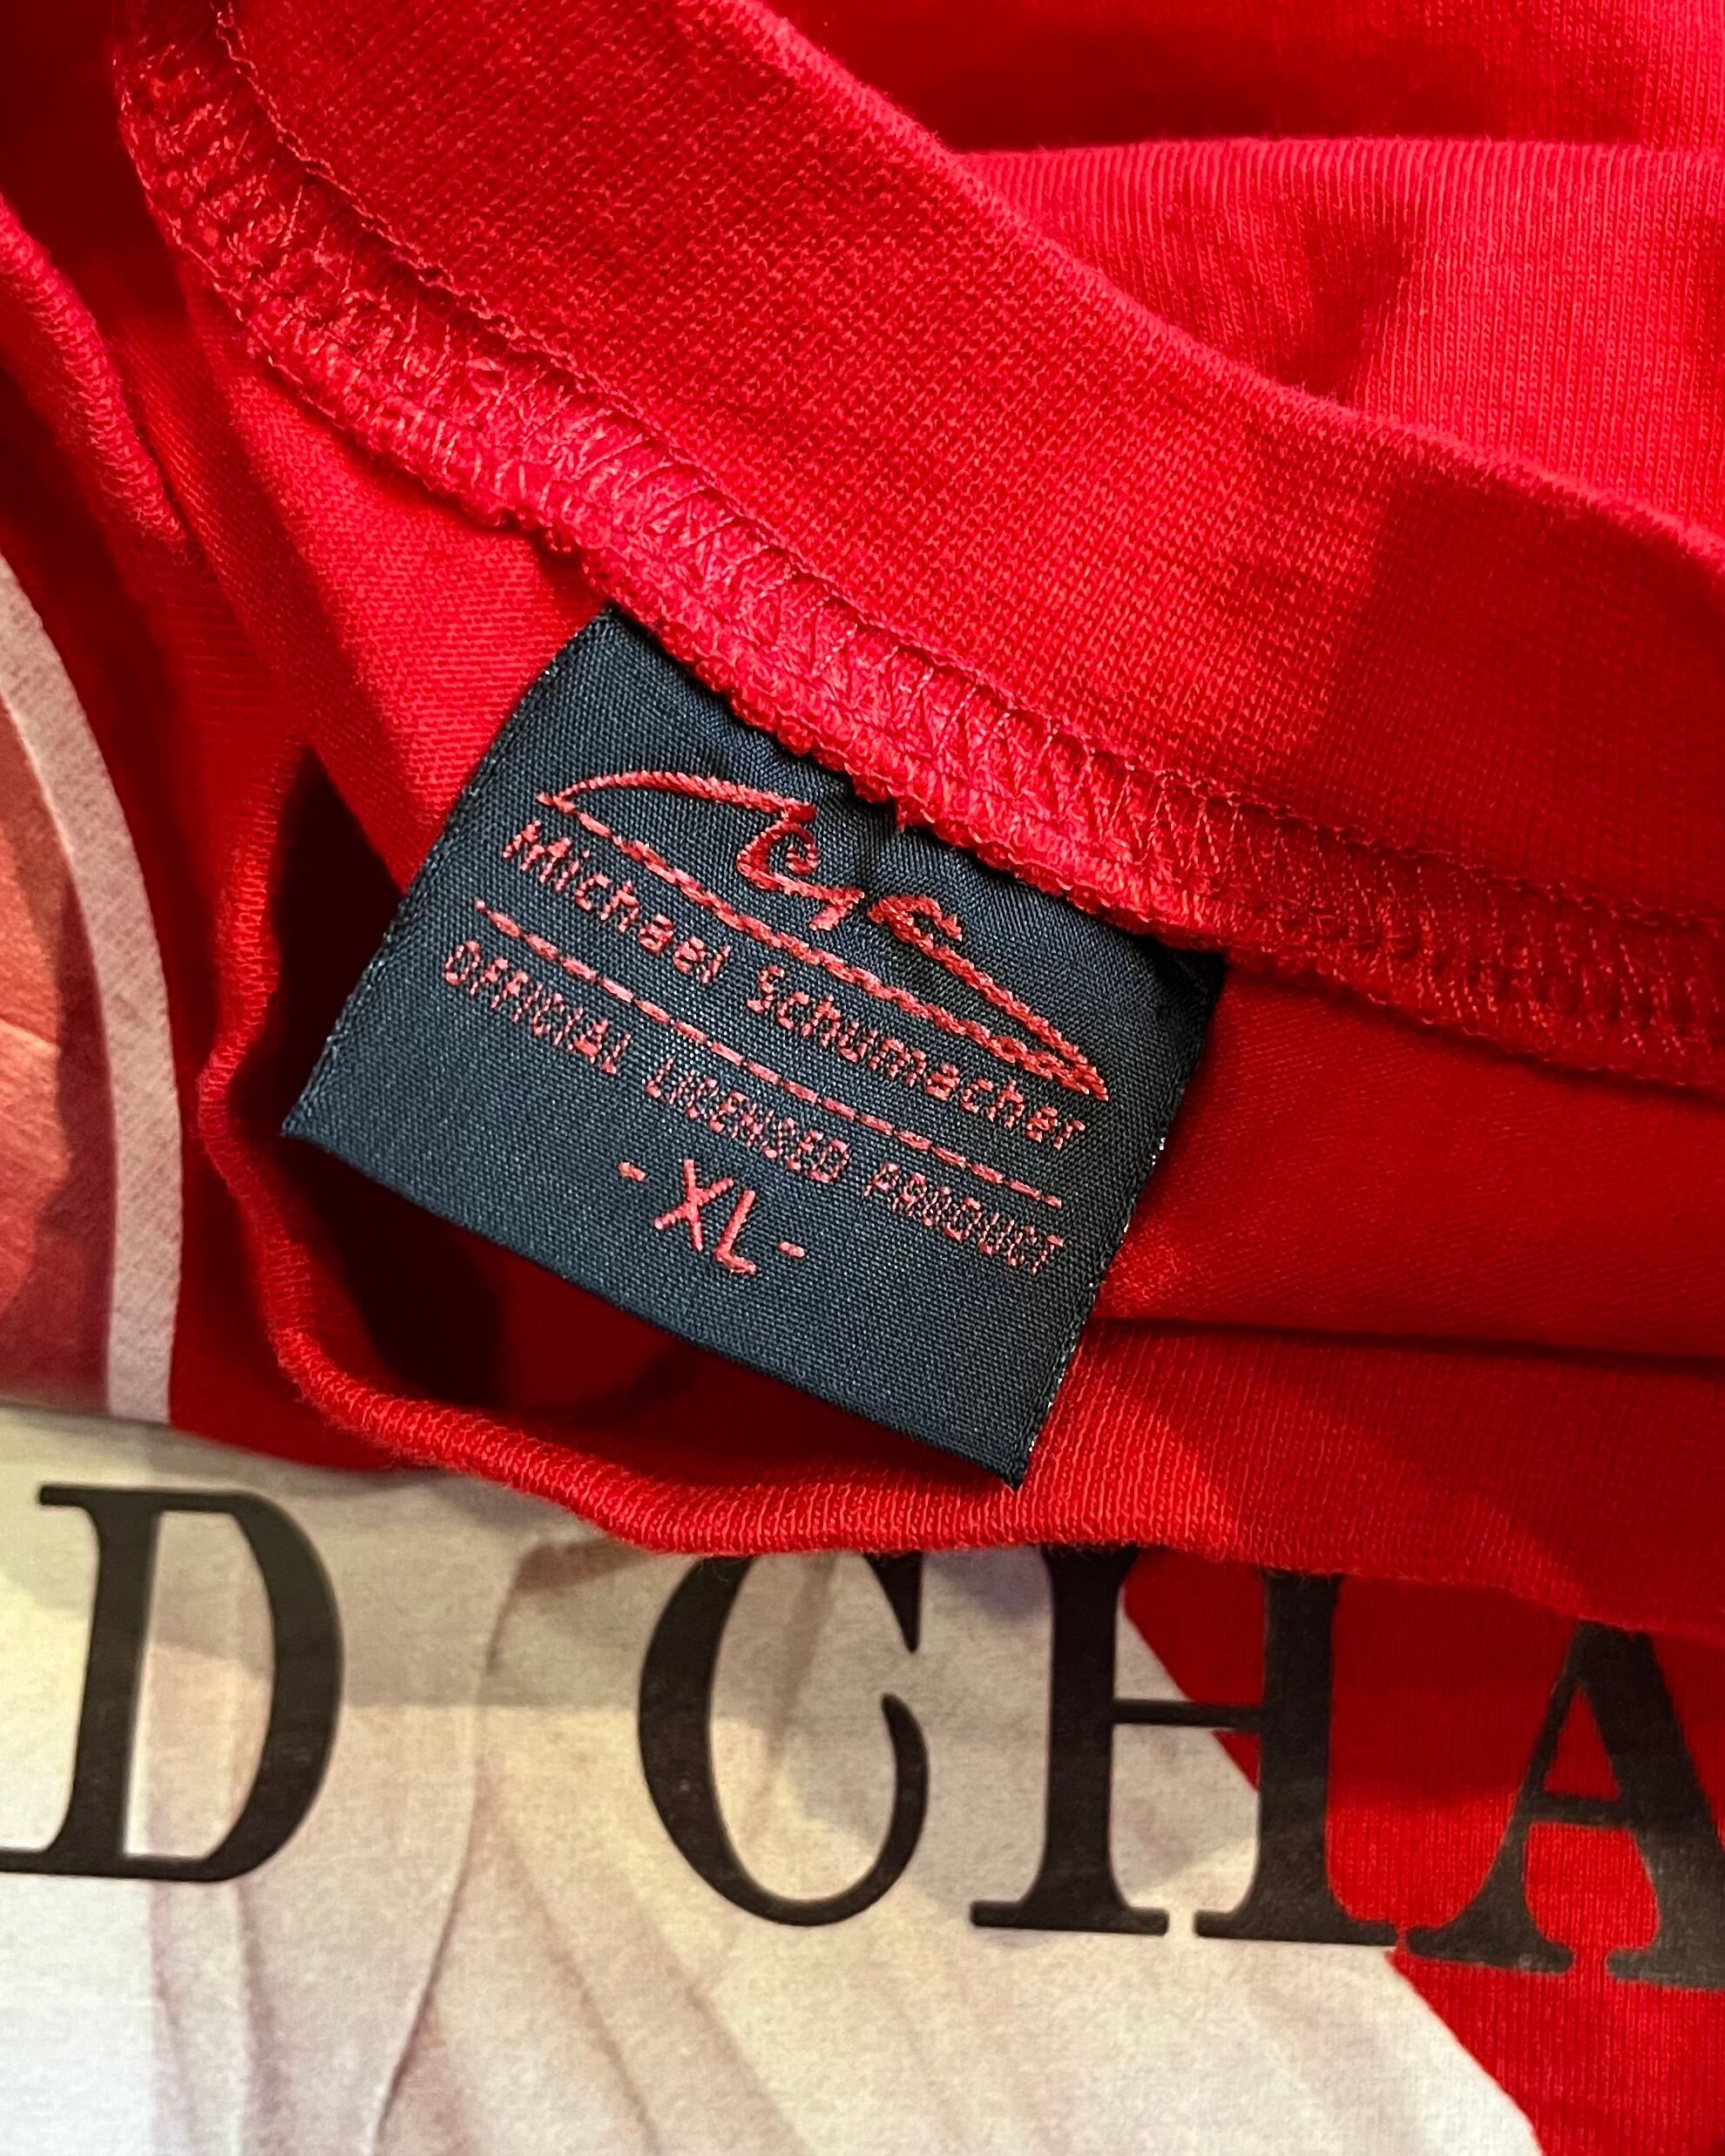 Michael Schumacher
OFFICIAL LICENSED PRODUCT
- XL -
D CHA